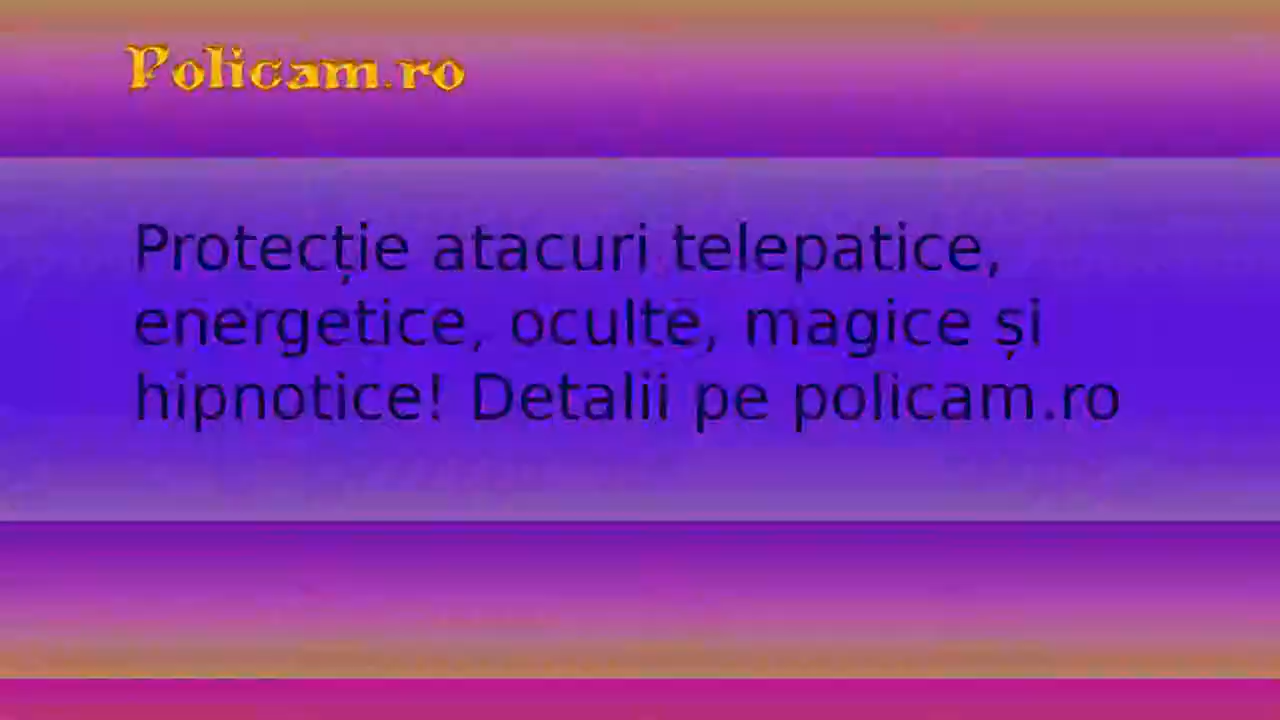 Policam.ro
Protecție atacuri telepatice,
energetice, oculte, magice și
hipnotice! Detalii pe policam.ro